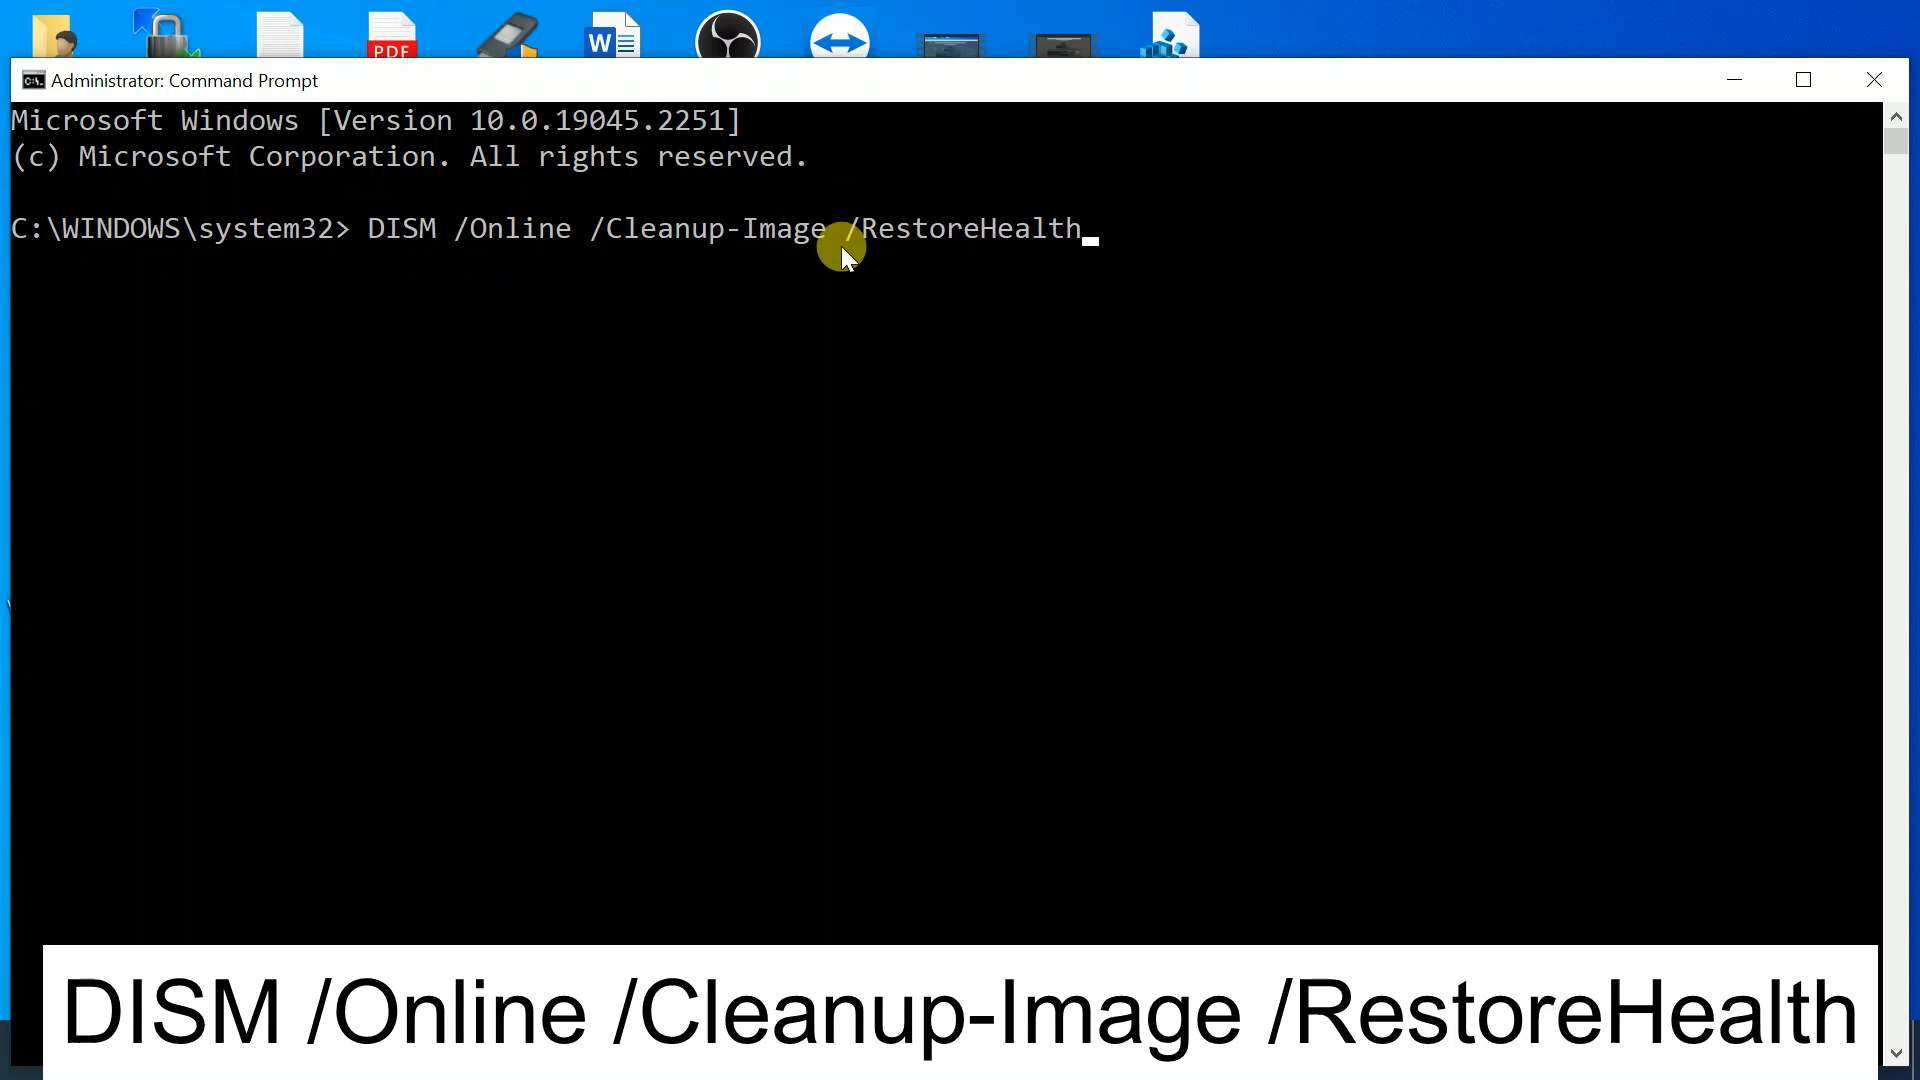 PDF
W
C:\.
Administrator: Command Prompt
Microsoft Windows [Version 10.0.19045.2251]
(c) Microsoft Corporation. All rights reserved.
C:\WINDOWS\system32> DISM /Online /Cleanup-Image /RestoreHealth
DISM /Online /Cleanup-Image /RestoreHealth